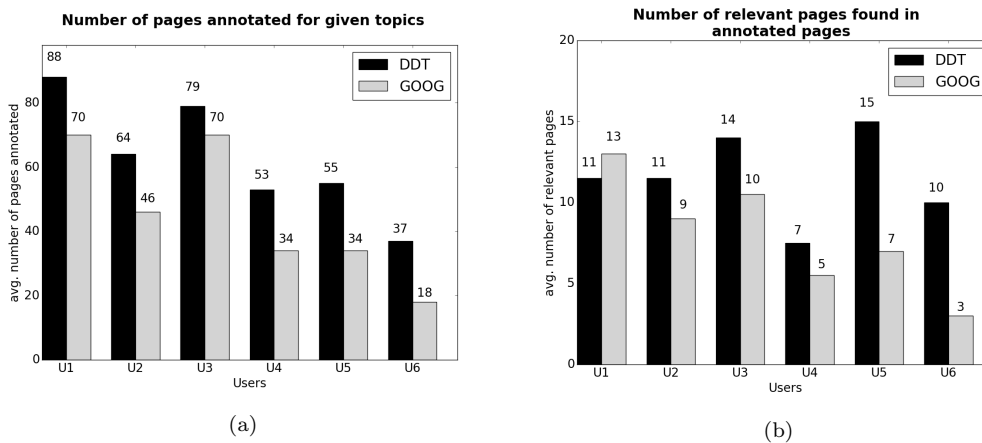 Number of pages annotated for given topics
avg. number of pages annotated
80
60
40
20
0
88
70
64
46
79
70
53
34
55
34
37
18
DDT
GOOG
U1 U2 U3 U4 U5 U6
Users
(a)
Number of relevant pages found in
annotated pages
avg. number of relevant pages
20
15
10
5
0
11
13
11
9
14
10
7
5
15
7
10
3
DDT
GOOG
U1 U2 U3 U4 U5 U6
Users
(b)